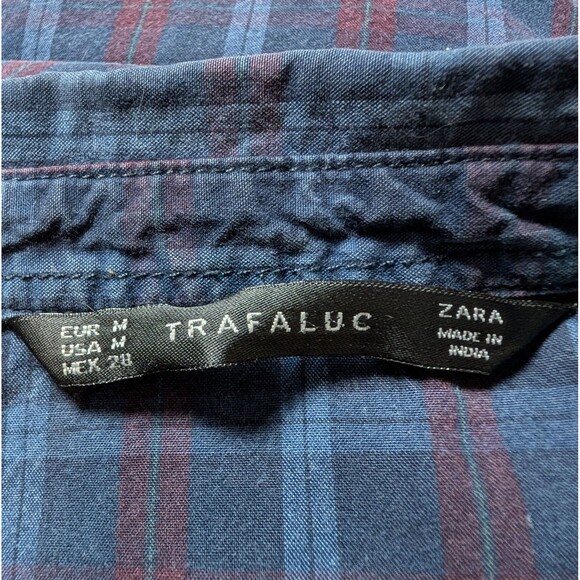 EUR M
USA M
MEX 28
TRAFALUC
ZARA
MADE IN
INDIA